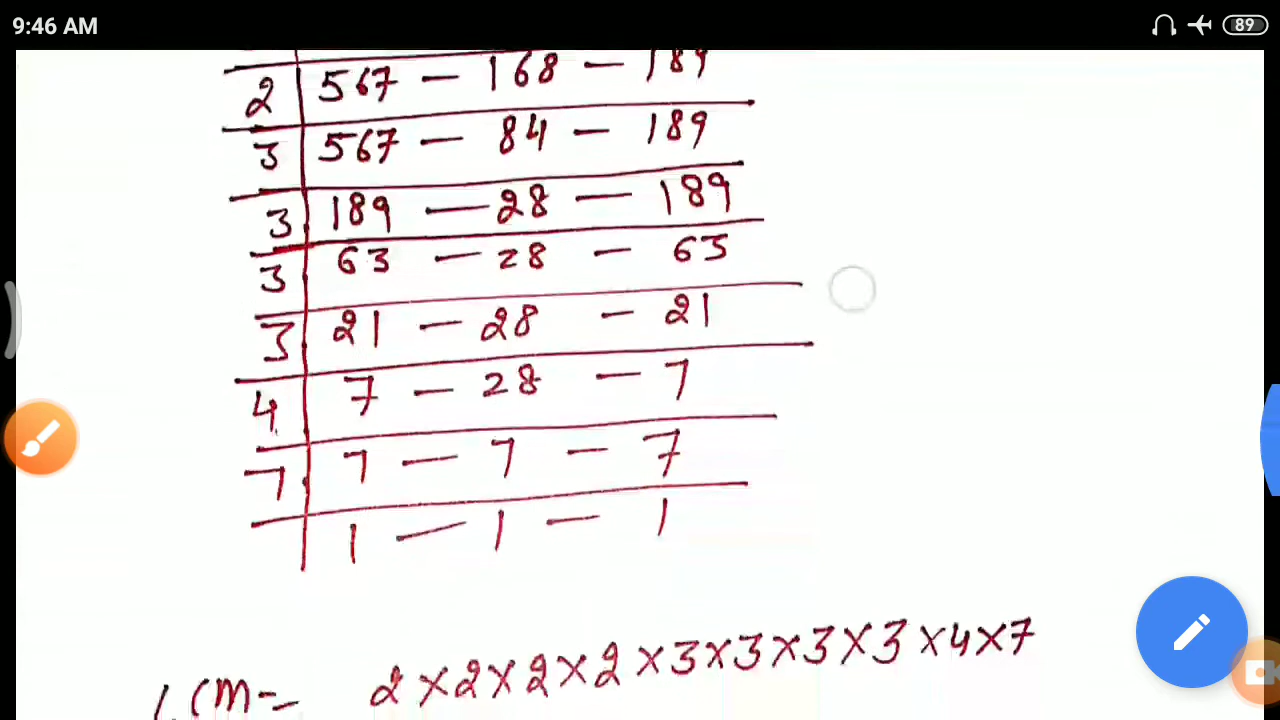 9:46 AM 89
2 567 — 168 — 189
3 567 — 84 — 189
3 189 — 28 — 189
3 63 — 28 — 63
3 21 — 28 — 21
4 7 — 28 — 7
7 7 — 7 — 7
1 — 1 — 1
LCM = 2×2×2×2×3×3×3×3×4×7